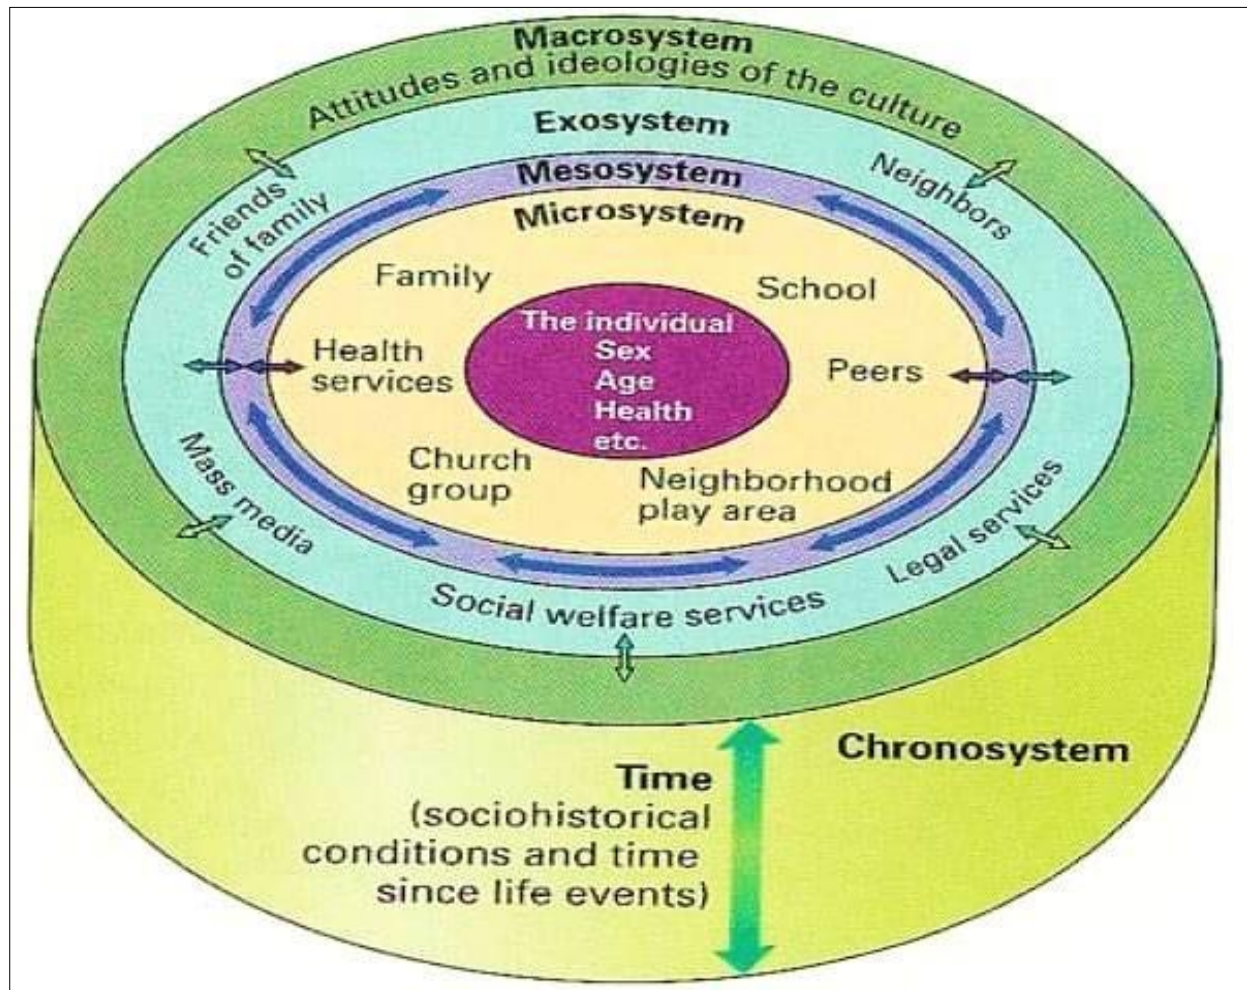 Macrosystem
Attitudes and ideologies of the culture
Exosystem
Mesosystem
Microsystem
Friends
of family
Neighbors
Family
School
The individual
Sex
Age
Health
etc.
Health
services
Peers
Church
group
Neighborhood
play area
Mass media
Legal services
Social welfare services
Chronosystem
Time
(sociohistorical
conditions and time
since life events)